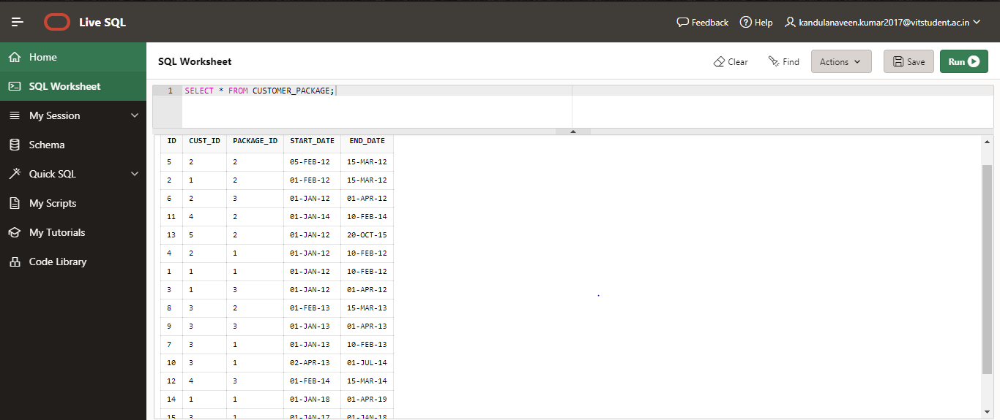 Live SQL
Feedback Help kandulanaveen.kumar2017@vitstudent.ac.in
Home
SQL Worksheet
My Session
Schema
Quick SQL
My Scripts
My Tutorials
Code Library
SQL Worksheet
Clear Find Actions Save Run
1 SELECT * FROM CUSTOMER_PACKAGE;
ID CUST_ID PACKAGE_ID START_DATE END_DATE
5 2 2 05-FEB-12 15-MAR-12
2 1 2 01-FEB-12 15-MAR-12
6 2 3 01-JAN-12 01-APR-12
11 4 2 01-JAN-14 10-FEB-14
13 5 2 01-JAN-12 20-OCT-15
4 2 1 01-JAN-12 10-FEB-12
1 1 1 01-JAN-12 10-FEB-12
3 1 3 01-JAN-12 01-APR-12
8 3 2 01-FEB-13 15-MAR-13
9 3 3 01-JAN-13 01-APR-13
7 3 1 01-JAN-13 10-FEB-13
10 3 1 02-APR-13 01-JUL-14
12 4 3 01-FEB-14 15-MAR-14
14 1 1 01-JAN-18 01-APR-19
15 3 1 01-JAN-17 01-JAN-18